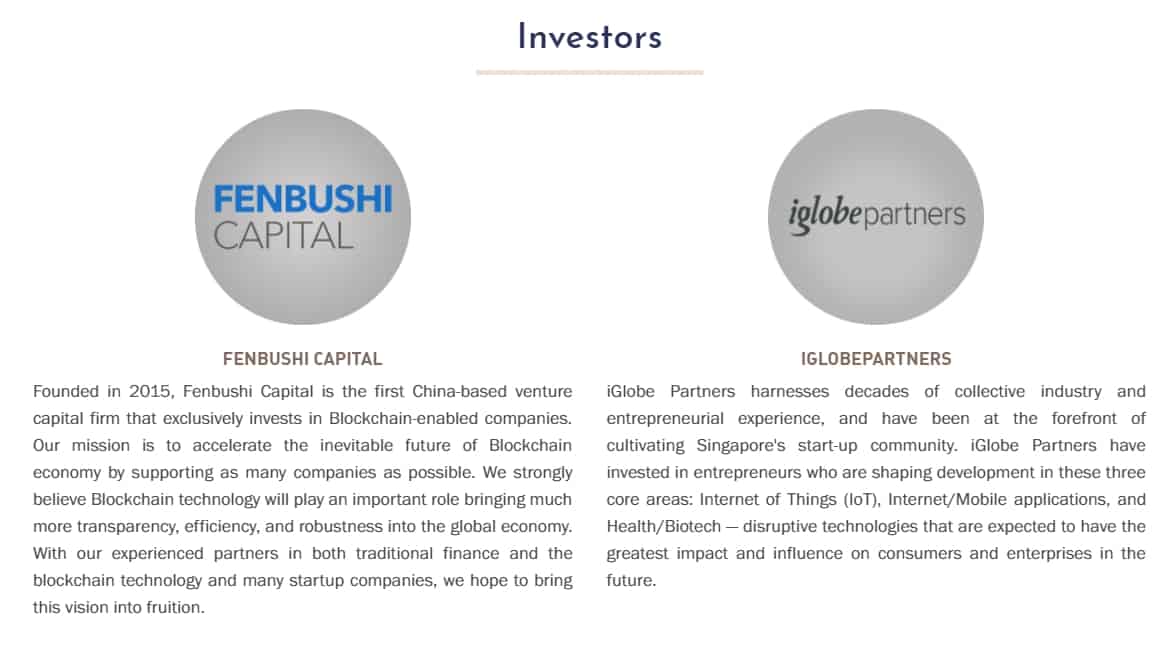 Investors
FENBUSHI
CAPITAL
iglobepartners
FENBUSHI CAPITAL
Founded in 2015, Fenbushi Capital is the first China-based venture
capital firm that exclusively invests in Blockchain-enabled companies.
Our mission is to accelerate the inevitable future of Blockchain
economy by supporting as many companies as possible. We strongly
believe Blockchain technology will play an important role bringing much
more transparency, efficiency, and robustness into the global economy.
With our experienced partners in both traditional finance and the
blockchain technology and many startup companies, we hope to bring
this vision into fruition.
IGLOBEPARTNERS
iGlobe Partners harnesses decades of collective industry and
entrepreneurial experience, and have been at the forefront of
cultivating Singapore's start-up community. iGlobe Partners have
invested in entrepreneurs who are shaping development in these three
core areas: Internet of Things (IoT), Internet/Mobile applications, and
Health/Biotech — disruptive technologies that are expected to have the
greatest impact and influence on consumers and enterprises in the
future.